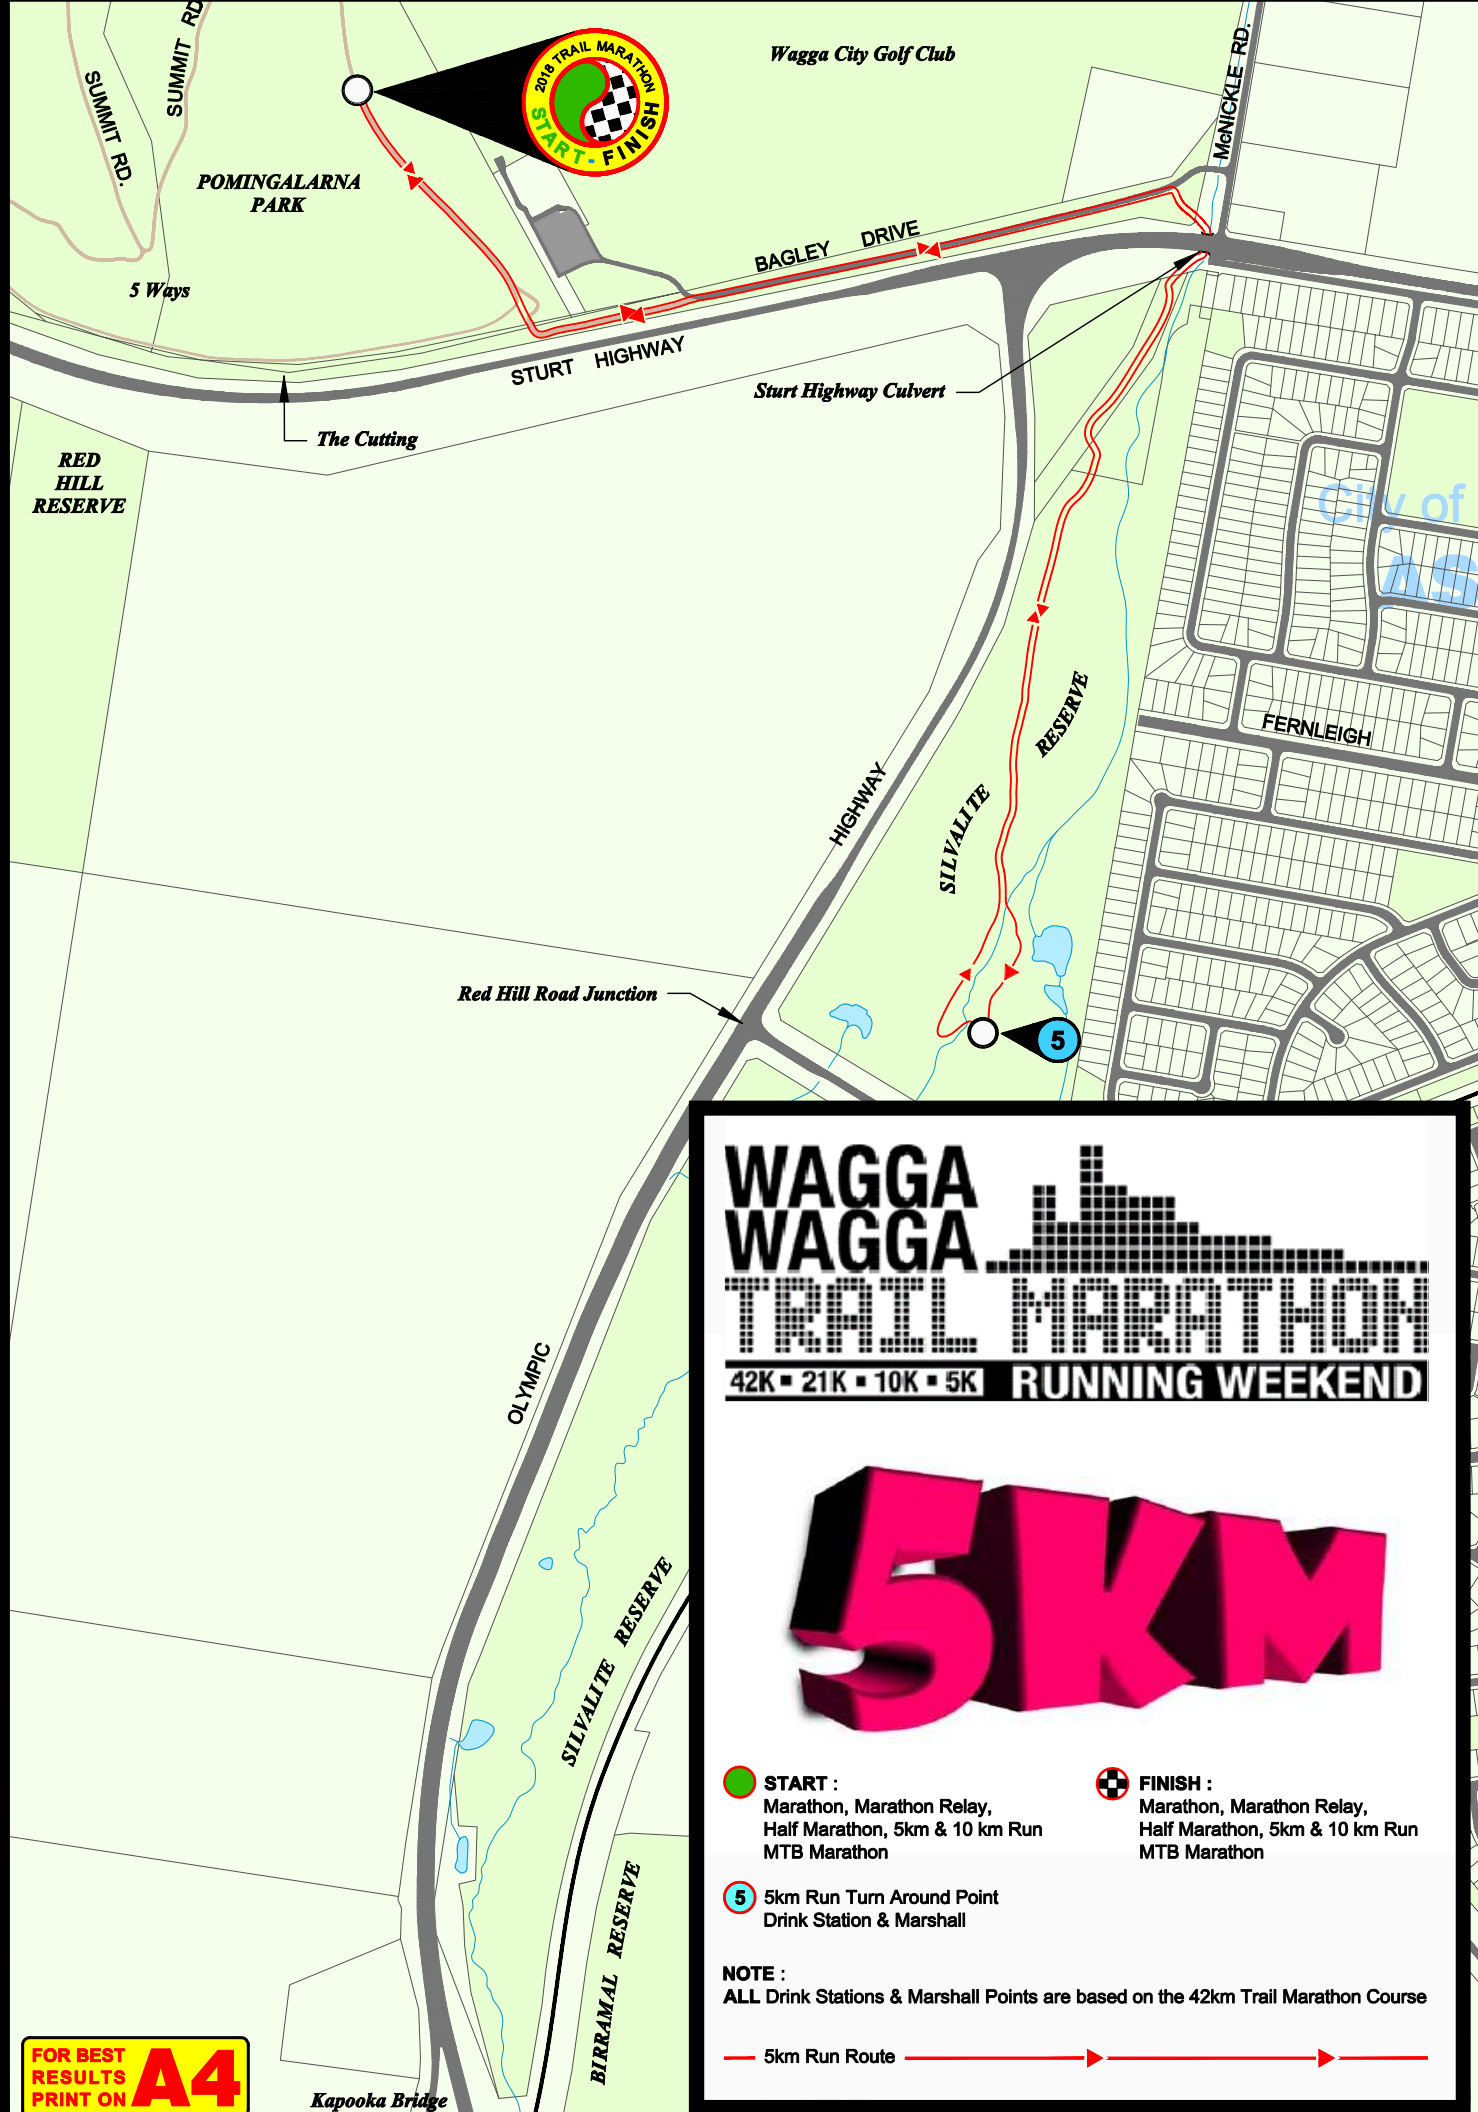 SUMMIT RD.
SUMMIT RD
2018 TRAIL MARATHON
START - FINISH
Wagga City Golf Club
McNICKLE RD.
POMINGALARNA
PARK
5 Ways
BAGLEY DRIVE
STURT HIGHWAY
Sturt Highway Culvert
The Cutting
RED
HILL
RESERVE
City of
AS
FERNLEIGH
SILVALITE RESERVE
HIGHWAY
Red Hill Road Junction
5
OLYMPIC
SILVALITE RESERVE
BIRRAMAL RESERVE
Kapooka Bridge
FOR BEST
RESULTS
PRINT ON
A4
WAGGA
WAGGA
TRAIL MARATHON
42K ▪ 21K ▪ 10K ▪ 5K RUNNING WEEKEND
5KM
START :
Marathon, Marathon Relay,
Half Marathon, 5km & 10 km Run
MTB Marathon
FINISH :
Marathon, Marathon Relay,
Half Marathon, 5km & 10 km Run
MTB Marathon
5 5km Run Turn Around Point
Drink Station & Marshall
NOTE :
ALL Drink Stations & Marshall Points are based on the 42km Trail Marathon Course
5km Run Route